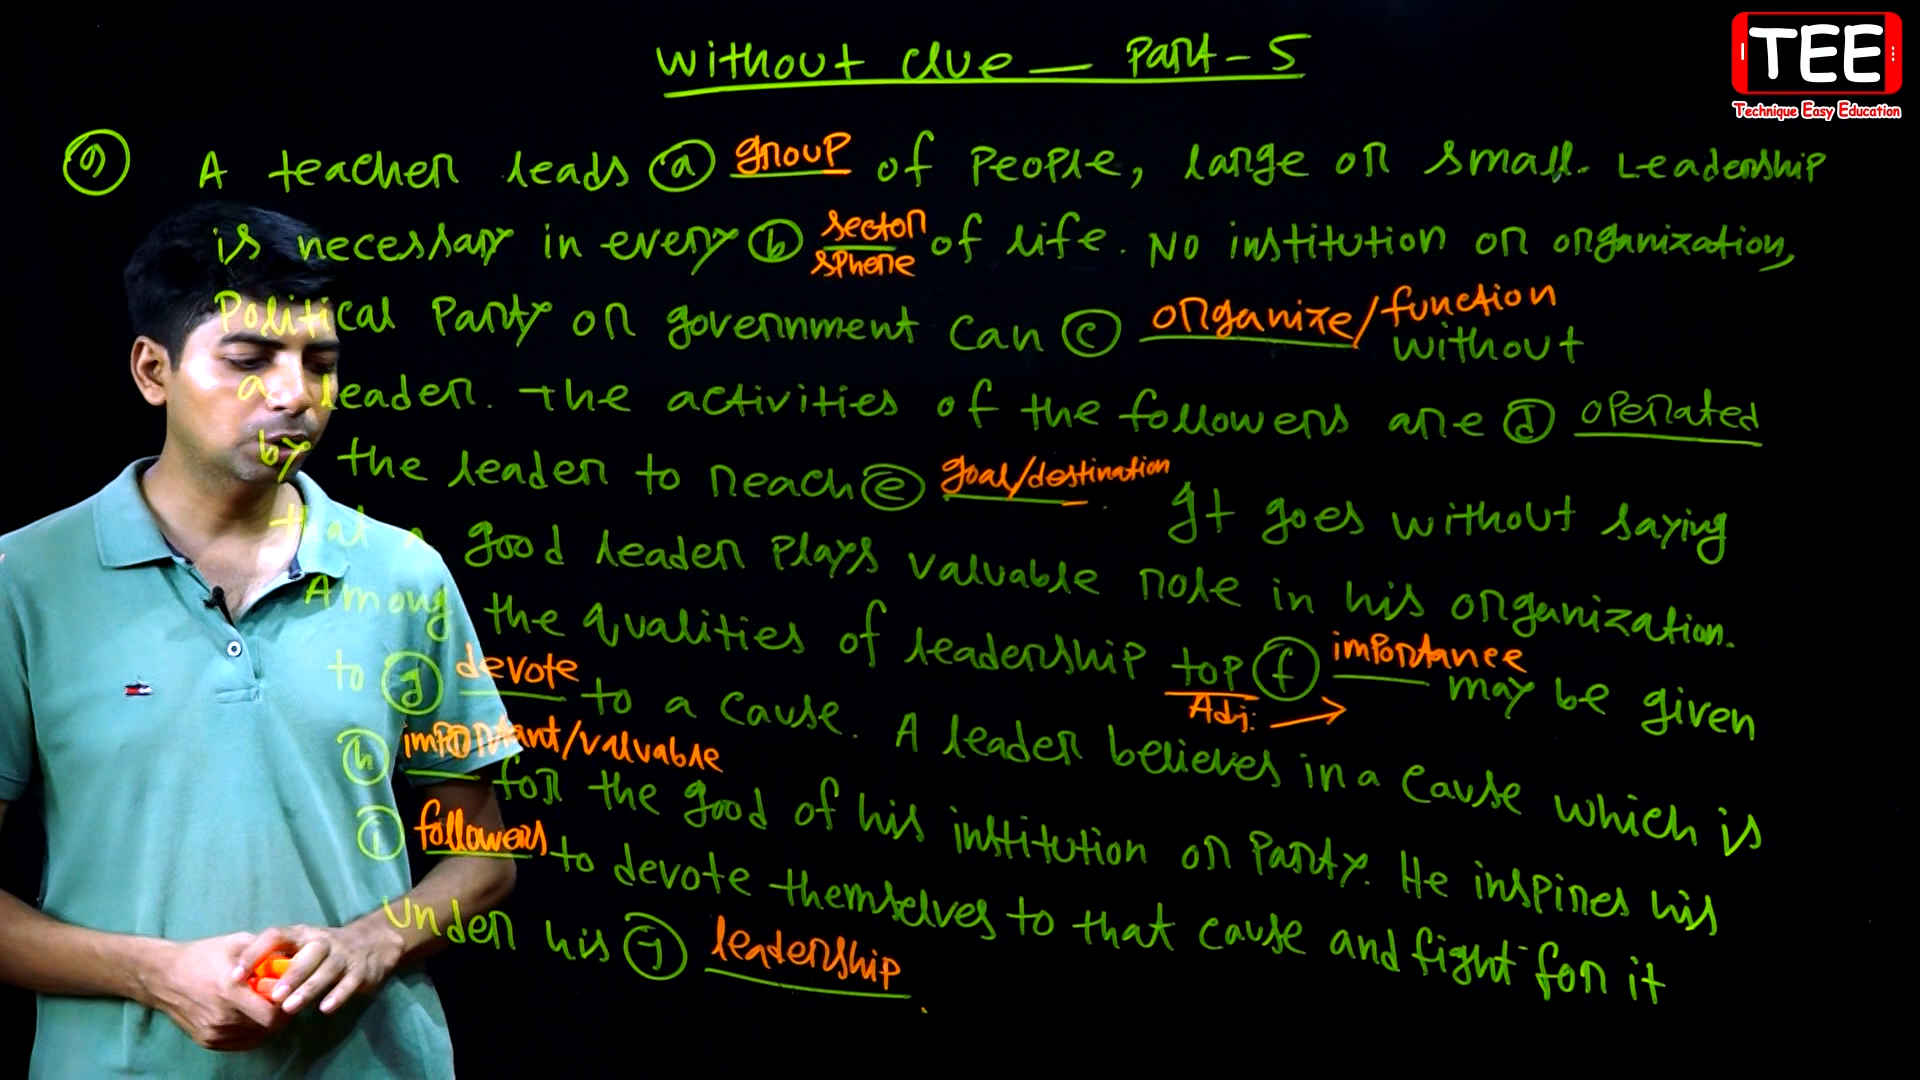 Without clue – Part-5
TEE
Technique Easy Education
(9) A teacher leads (a) group of people, large or small. Leadership
is necessary in every (b) sector of life. No institution or organization,
sphere
Political Party or government can (c) organize/function without
a leader. The activities of the followers are (d) operated
by the leader to reach (e) goal/destination. It goes without saying
that a good leader plays valuable role in his organization.
Among the qualities of leadership top (f) importance may be given
Adj: →
to (g) devote to a cause. A leader believes in a cause which is
(h) important/valuable for the good of his institution or Party. He inspires his
(i) followers to devote themselves to that cause and fight for it
under his (j) leadership.